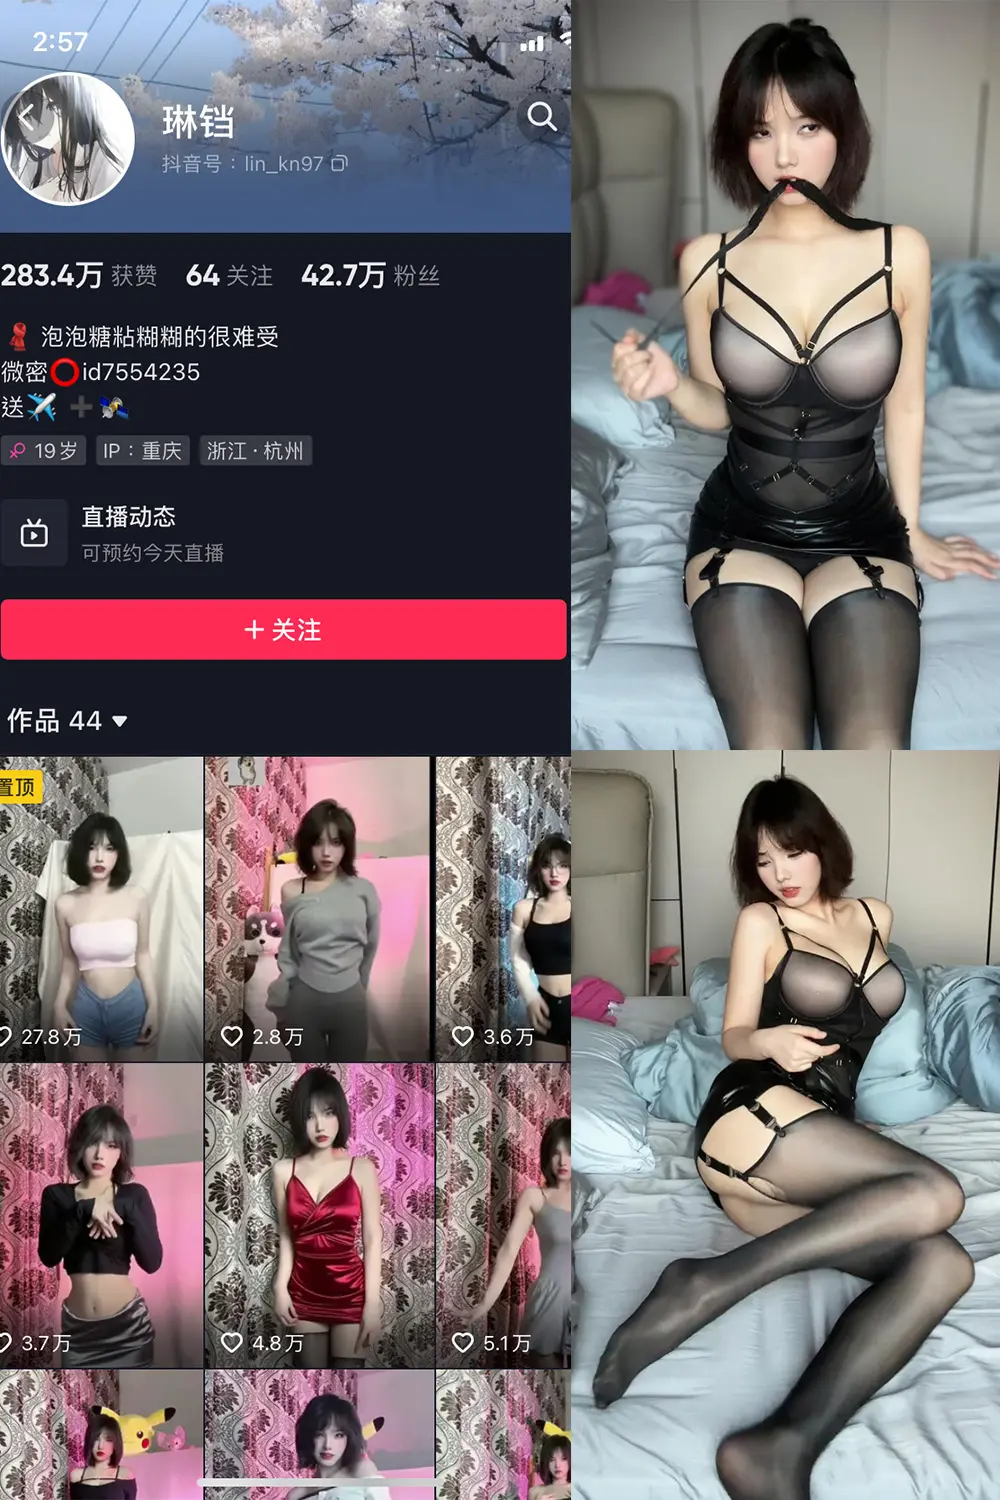 2:57
琳铛
抖音号：lin_kn97
283.4万 获赞 64 关注 42.7万 粉丝
泡泡糖粘糊糊的很难受
微密⭕id7554235
送✈️➕🛰️
19岁 IP：重庆 浙江·杭州
直播动态
可预约今天直播
+ 关注
作品 44
置顶
27.8万 2.8万 3.6万
3.7万 4.8万 5.1万